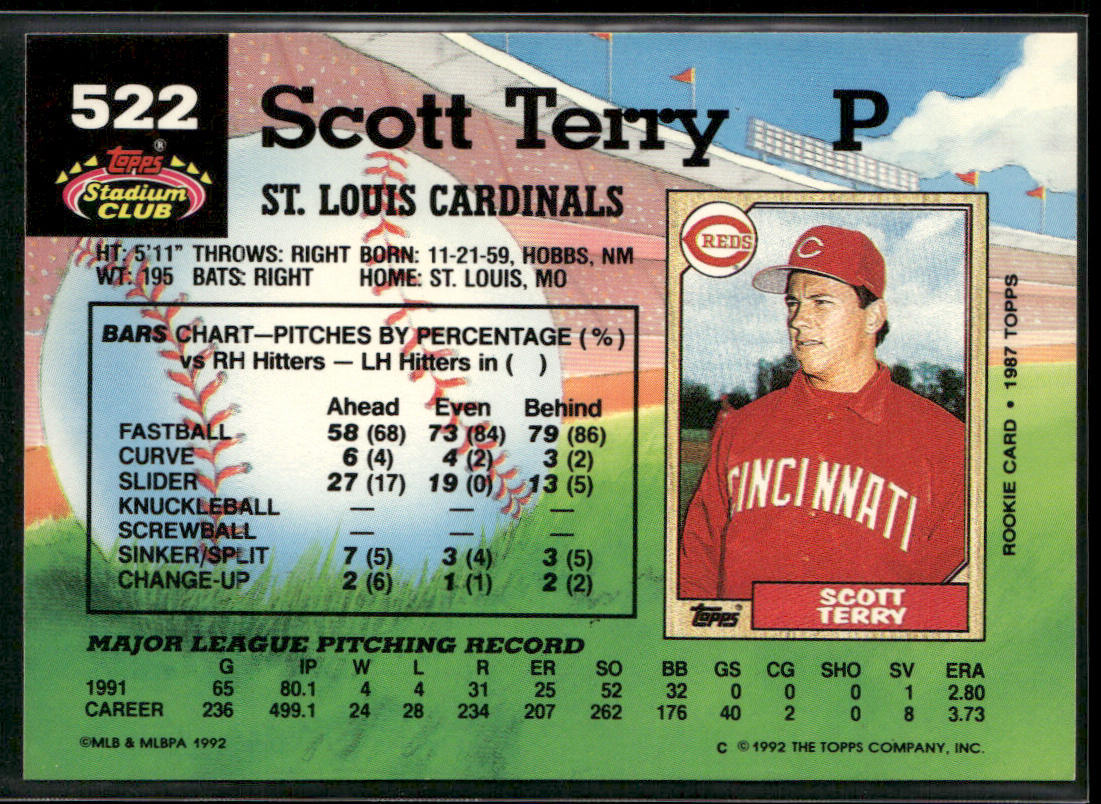 522
Topps®
Stadium
CLUB
Scott Terry P
ST. LOUIS CARDINALS
HT: 5'11" THROWS: RIGHT BORN: 11-21-59, HOBBS, NM
WT: 195 BATS: RIGHT HOME: ST. LOUIS, MO
BARS CHART—PITCHES BY PERCENTAGE (%)
vs RH Hitters — LH Hitters in ( )
Ahead Even Behind
FASTBALL 58 (68) 73 (84) 79 (86)
CURVE 6 (4) 4 (2) 3 (2)
SLIDER 27 (17) 19 (0) 13 (5)
KNUCKLEBALL — — —
SCREWBALL — — —
SINKER/SPLIT 7 (5) 3 (4) 3 (5)
CHANGE-UP 2 (6) 1 (1) 2 (2)
REDS
C
CINCINNATI
Topps®
SCOTT
TERRY
ROOKIE CARD • 1987 TOPPS
MAJOR LEAGUE PITCHING RECORD
G IP W L R ER SO BB GS CG SHO SV ERA
1991 65 80.1 4 4 31 25 52 32 0 0 0 1 2.80
CAREER 236 499.1 24 28 234 207 262 176 40 2 0 8 3.73
©MLB & MLBPA 1992
C ©1992 THE TOPPS COMPANY, INC.